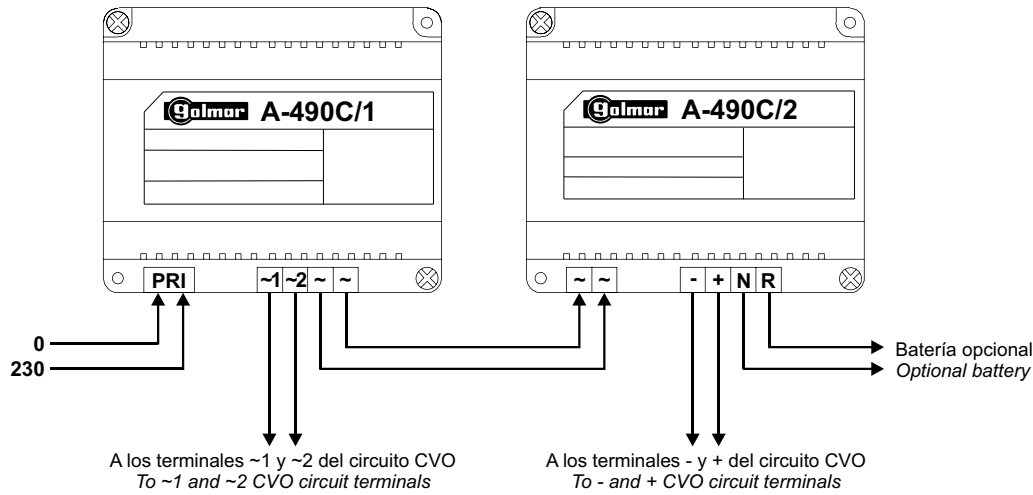 golmar A-490C/1
golmar A-490C/2
PRI ~1 ~2 ~ ~
~ ~ - + N R
0
230
Batería opcional
Optional battery
A los terminales ~1 y ~2 del circuito CVO
To ~1 and ~2 CVO circuit terminals
A los terminales - y + del circuito CVO
To - and + CVO circuit terminals